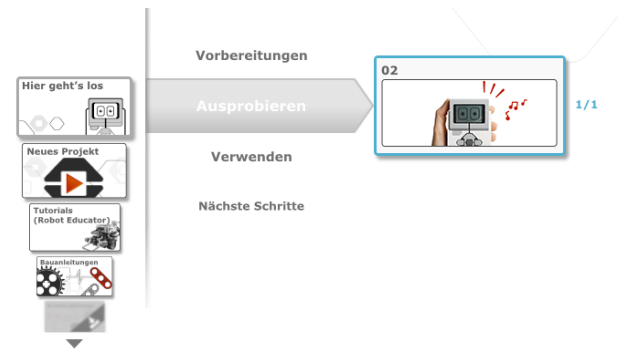 Hier geht's los
Neues Projekt
Tutorials
(Robot Educator)
Bauanleitungen
Vorbereitungen
Ausprobieren
Verwenden
Nächste Schritte
02
1/1